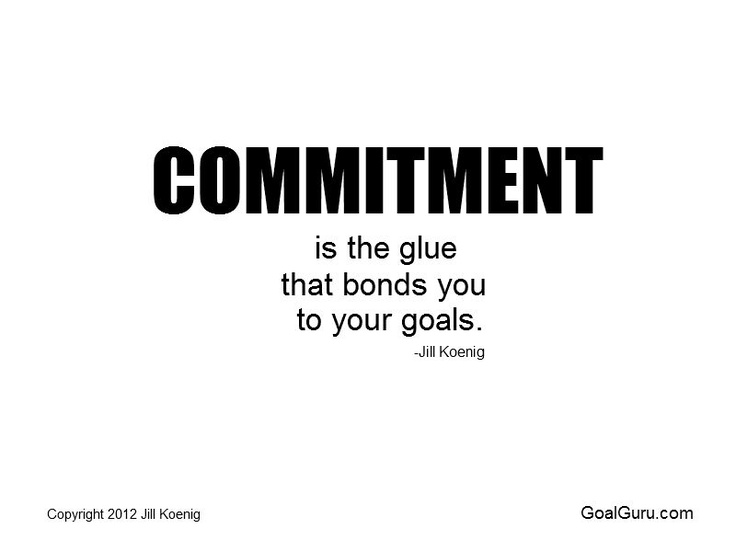 COMMITMENT
is the glue
that bonds you
to your goals.
-Jill Koenig
Copyright 2012 Jill Koenig
GoalGuru.com